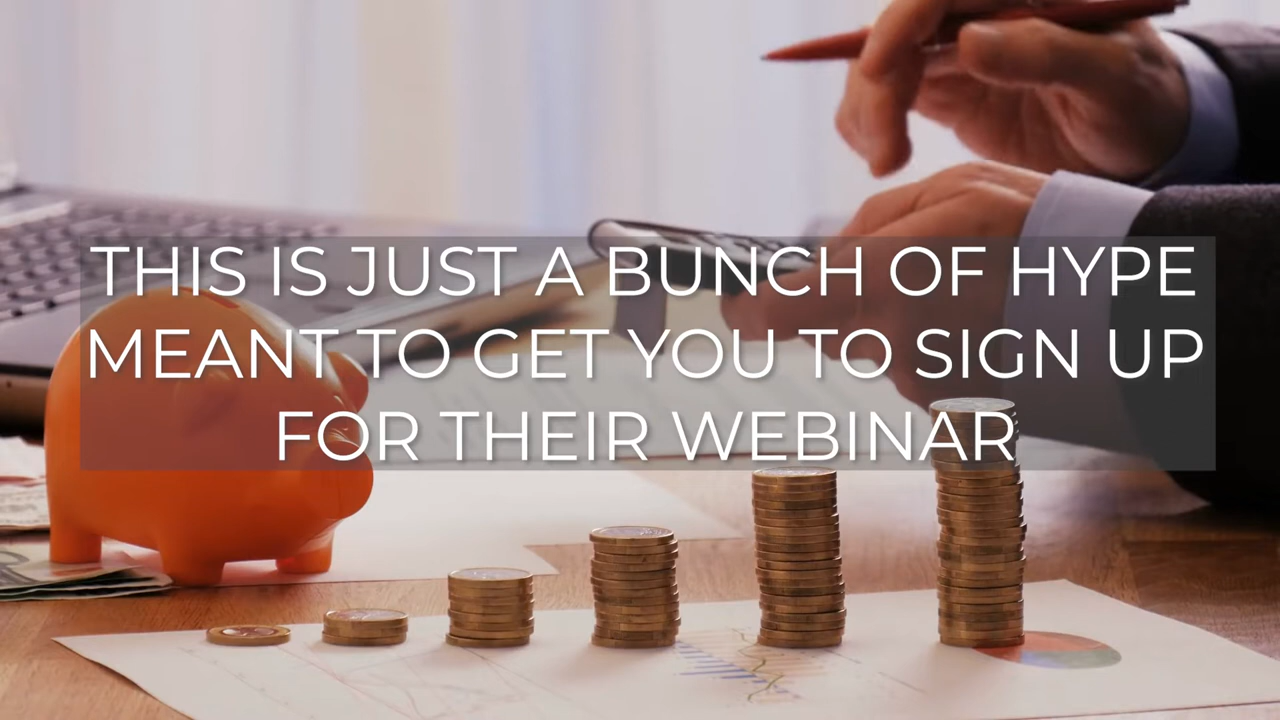 THIS IS JUST A BUNCH OF HYPE
MEANT TO GET YOU TO SIGN UP
FOR THEIR WEBINAR